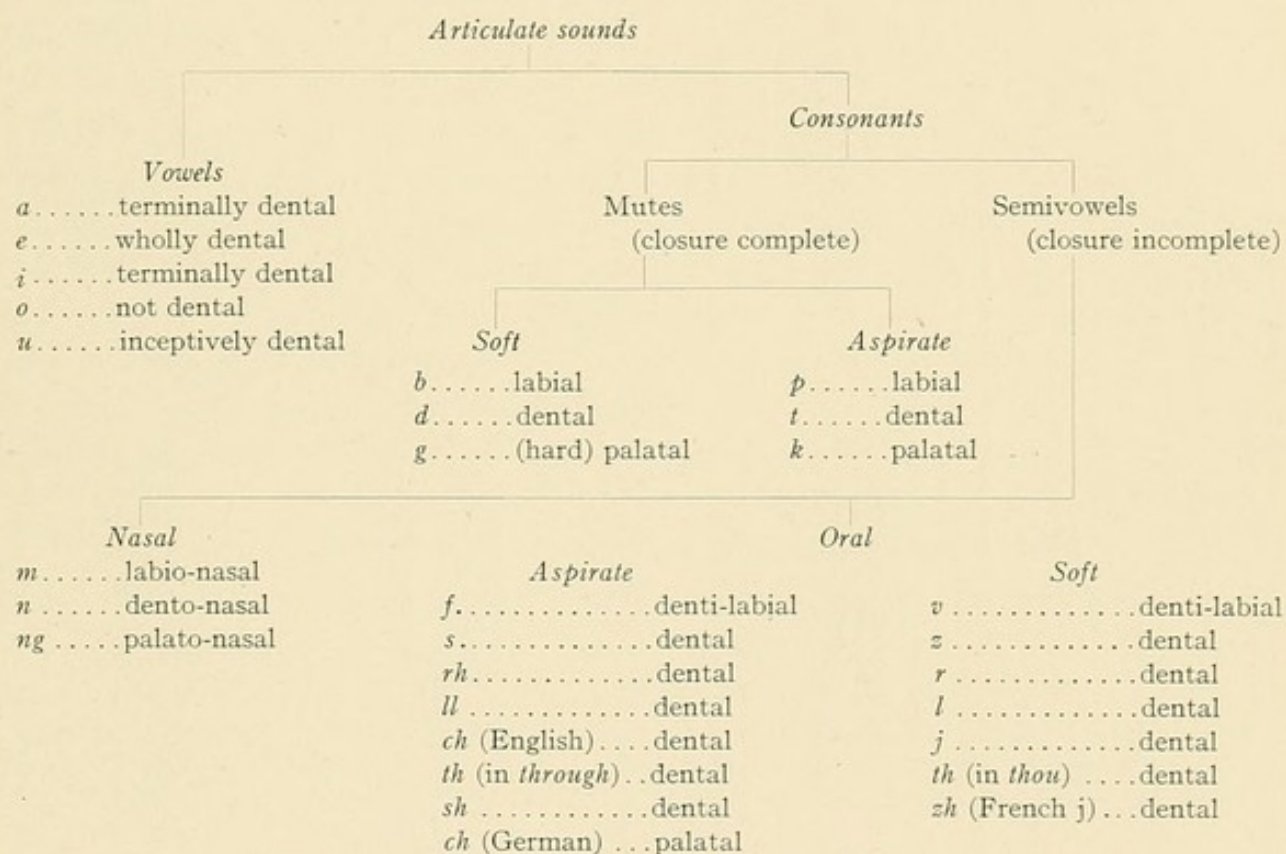 Articulate sounds
Consonants
Vowels
a......terminally dental
e......wholly dental
i......terminally dental
o......not dental
u......inceptively dental
Mutes
(closure complete)
Semivowels
(closure incomplete)
Soft
b......labial
d......dental
g......(hard) palatal
Aspirate
p......labial
t......dental
k......palatal
Nasal
m......labio-nasal
n......dento-nasal
ng.....palato-nasal
Oral
Aspirate
f..............denti-labial
s..............dental
rh.............dental
ll.............dental
ch (English)....dental
th (in through)..dental
sh............dental
ch (German)...palatal
Soft
v.............denti-labial
z.............dental
r.............dental
l.............dental
j.............dental
th (in thou)....dental
zh (French j)...dental